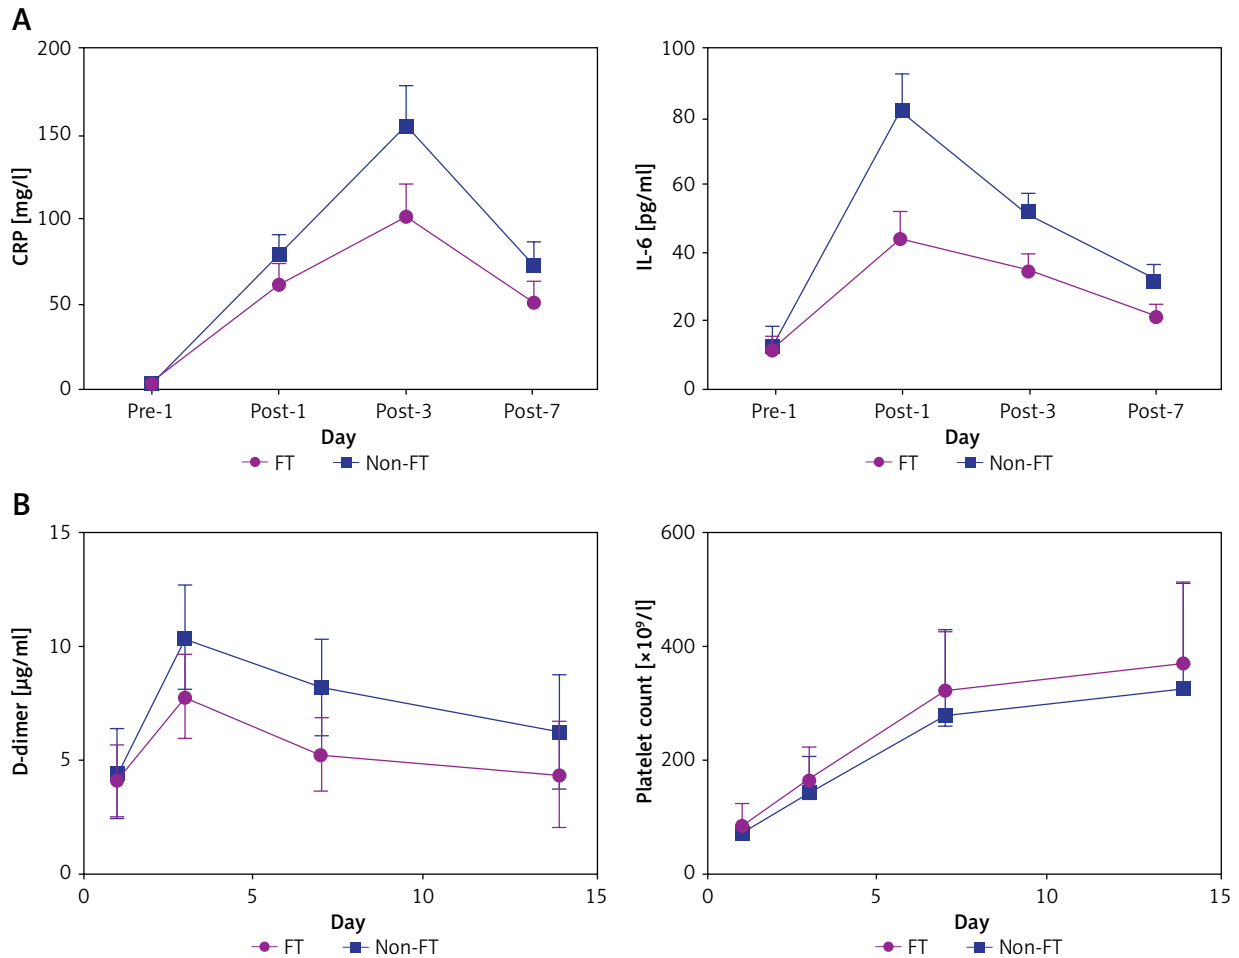 A
200
150
100
50
0
CRP [mg/l]
Pre-1 Post-1 Post-3 Post-7
Day
FT Non-FT
100
80
60
40
20
0
IL-6 [pg/ml]
Pre-1 Post-1 Post-3 Post-7
Day
FT Non-FT
B
15
10
5
0
D-dimer [µg/ml]
0 5 10 15
Day
FT Non-FT
600
400
200
0
Platelet count [×10⁹/l]
0 5 10 15
Day
FT Non-FT